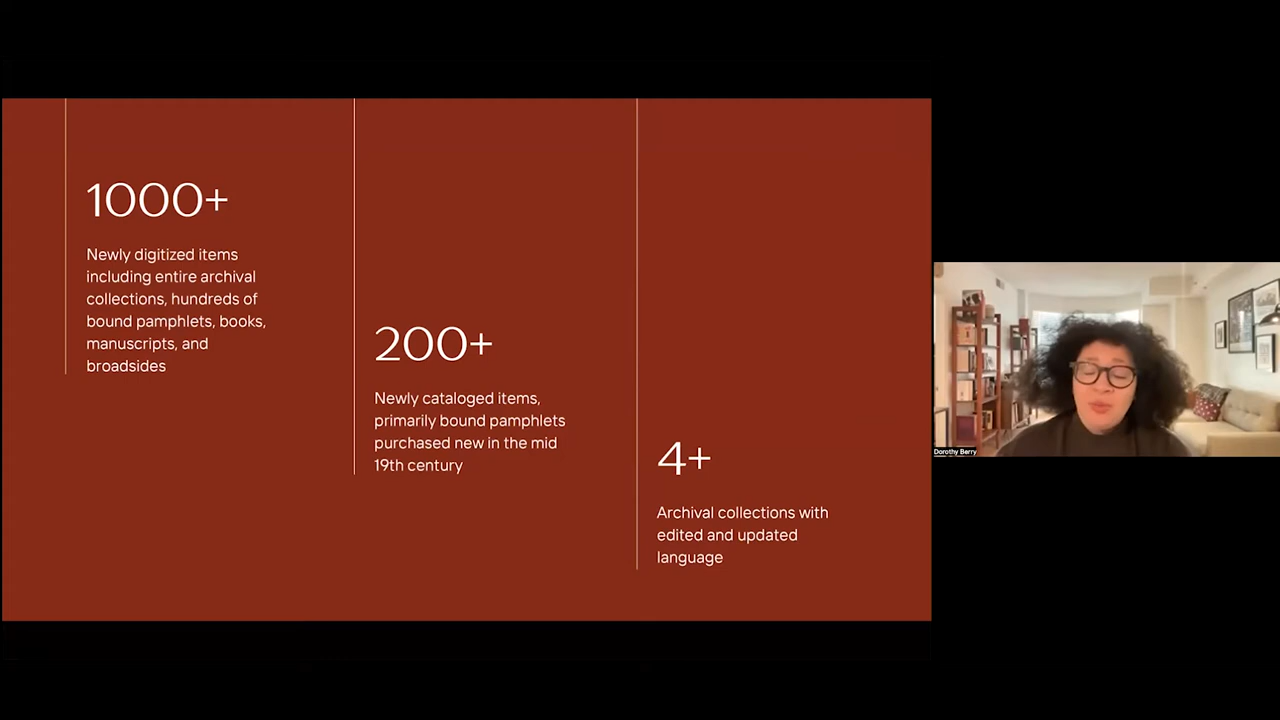 1000+
Newly digitized items
including entire archival
collections, hundreds of
bound pamphlets, books,
manuscripts, and
broadsides
200+
Newly cataloged items,
primarily bound pamphlets
purchased new in the mid
19th century
4+
Archival collections with
edited and updated
language
Dorothy Berry